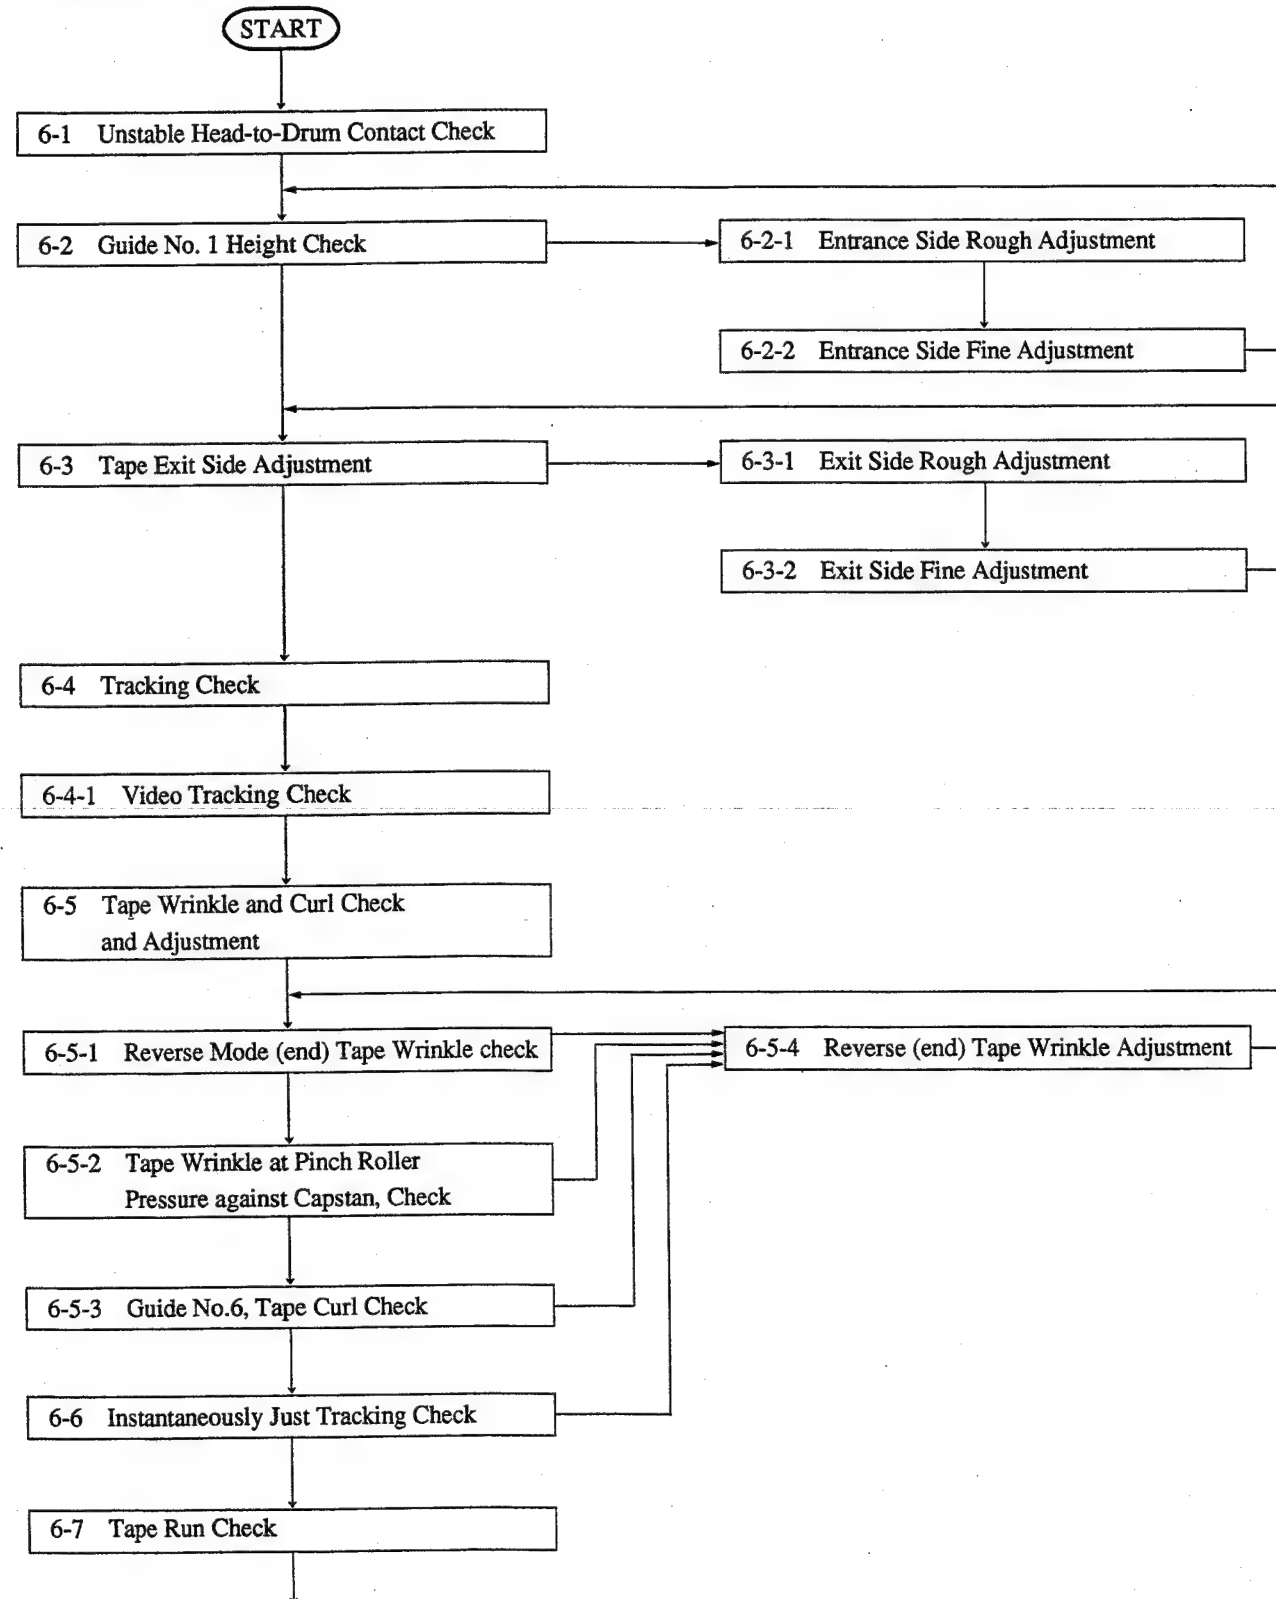 START
6-1 Unstable Head-to-Drum Contact Check
6-2 Guide No. 1 Height Check
6-2-1 Entrance Side Rough Adjustment
6-2-2 Entrance Side Fine Adjustment
6-3 Tape Exit Side Adjustment
6-3-1 Exit Side Rough Adjustment
6-3-2 Exit Side Fine Adjustment
6-4 Tracking Check
6-4-1 Video Tracking Check
6-5 Tape Wrinkle and Curl Check
and Adjustment
6-5-1 Reverse Mode (end) Tape Wrinkle check
6-5-4 Reverse (end) Tape Wrinkle Adjustment
6-5-2 Tape Wrinkle at Pinch Roller
Pressure against Capstan, Check
6-5-3 Guide No.6, Tape Curl Check
6-6 Instantaneously Just Tracking Check
6-7 Tape Run Check